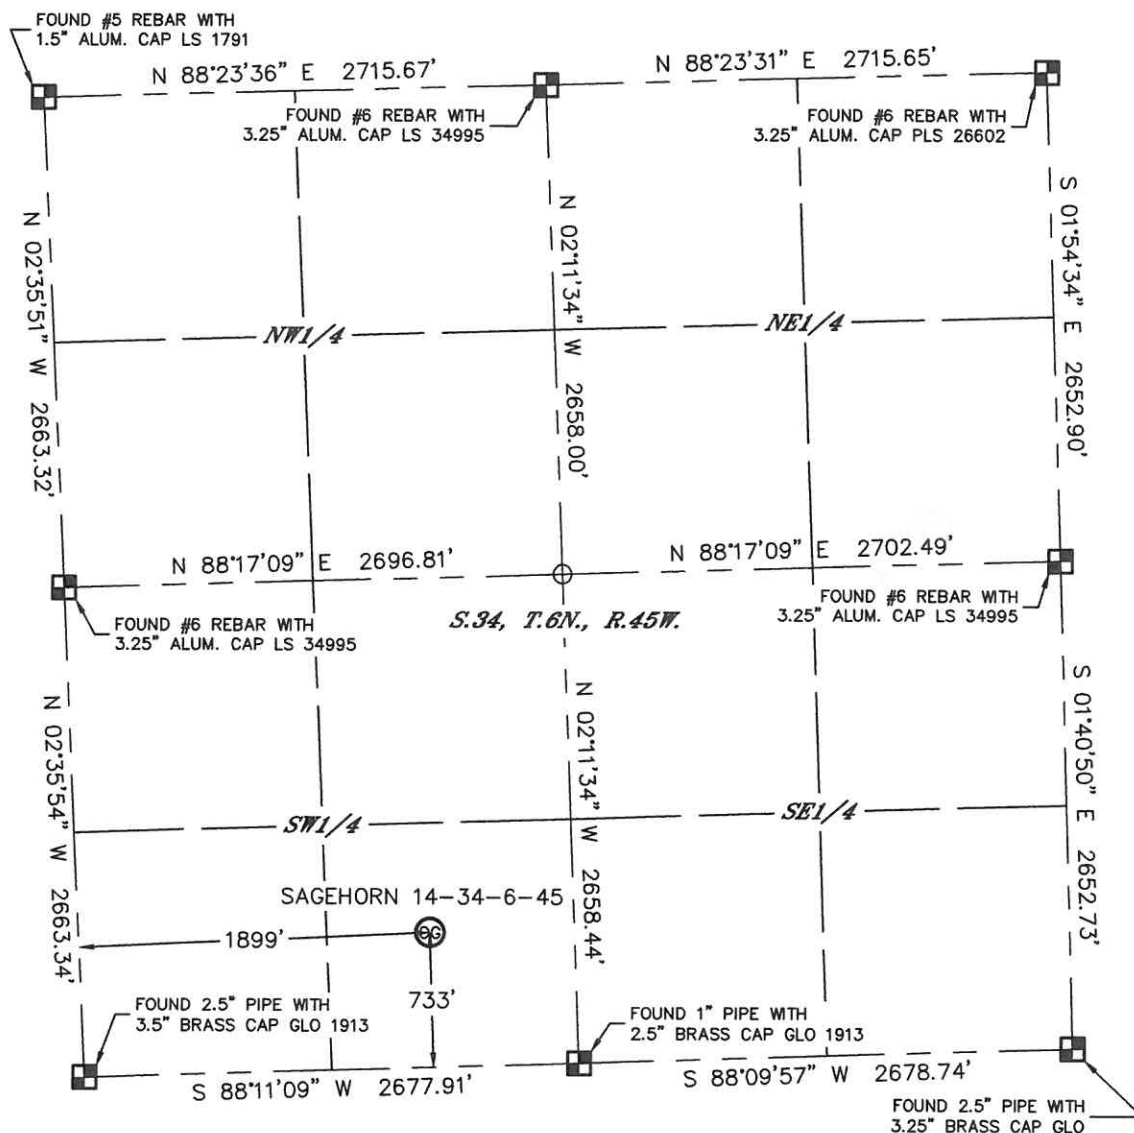 FOUND #5 REBAR WITH
1.5" ALUM. CAP LS 1791
N 88°23'36" E 2715.67'
N 88°23'31" E 2715.65'
FOUND #6 REBAR WITH
3.25" ALUM. CAP LS 34995
FOUND #6 REBAR WITH
3.25" ALUM. CAP PLS 26602
N 02°35'51" W 2663.32'
N 02°11'34" W 2658.00'
S 01°54'34" E 2652.90'
NW1/4
NE1/4
N 88°17'09" E 2696.81'
N 88°17'09" E 2702.49'
FOUND #6 REBAR WITH
3.25" ALUM. CAP LS 34995
S.34, T.6N., R.45W.
FOUND #6 REBAR WITH
3.25" ALUM. CAP LS 34995
N 02°35'54" W 2663.34'
N 02°11'34" W 2658.44'
S 01°40'50" E 2652.73'
SW1/4
SE1/4
SAGEHORN 14-34-6-45
1899'
733'
FOUND 2.5" PIPE WITH
3.5" BRASS CAP GLO 1913
FOUND 1" PIPE WITH
2.5" BRASS CAP GLO 1913
S 88°11'09" W 2677.91'
S 88°09'57" W 2678.74'
FOUND 2.5" PIPE WITH
3.25" BRASS CAP GLO